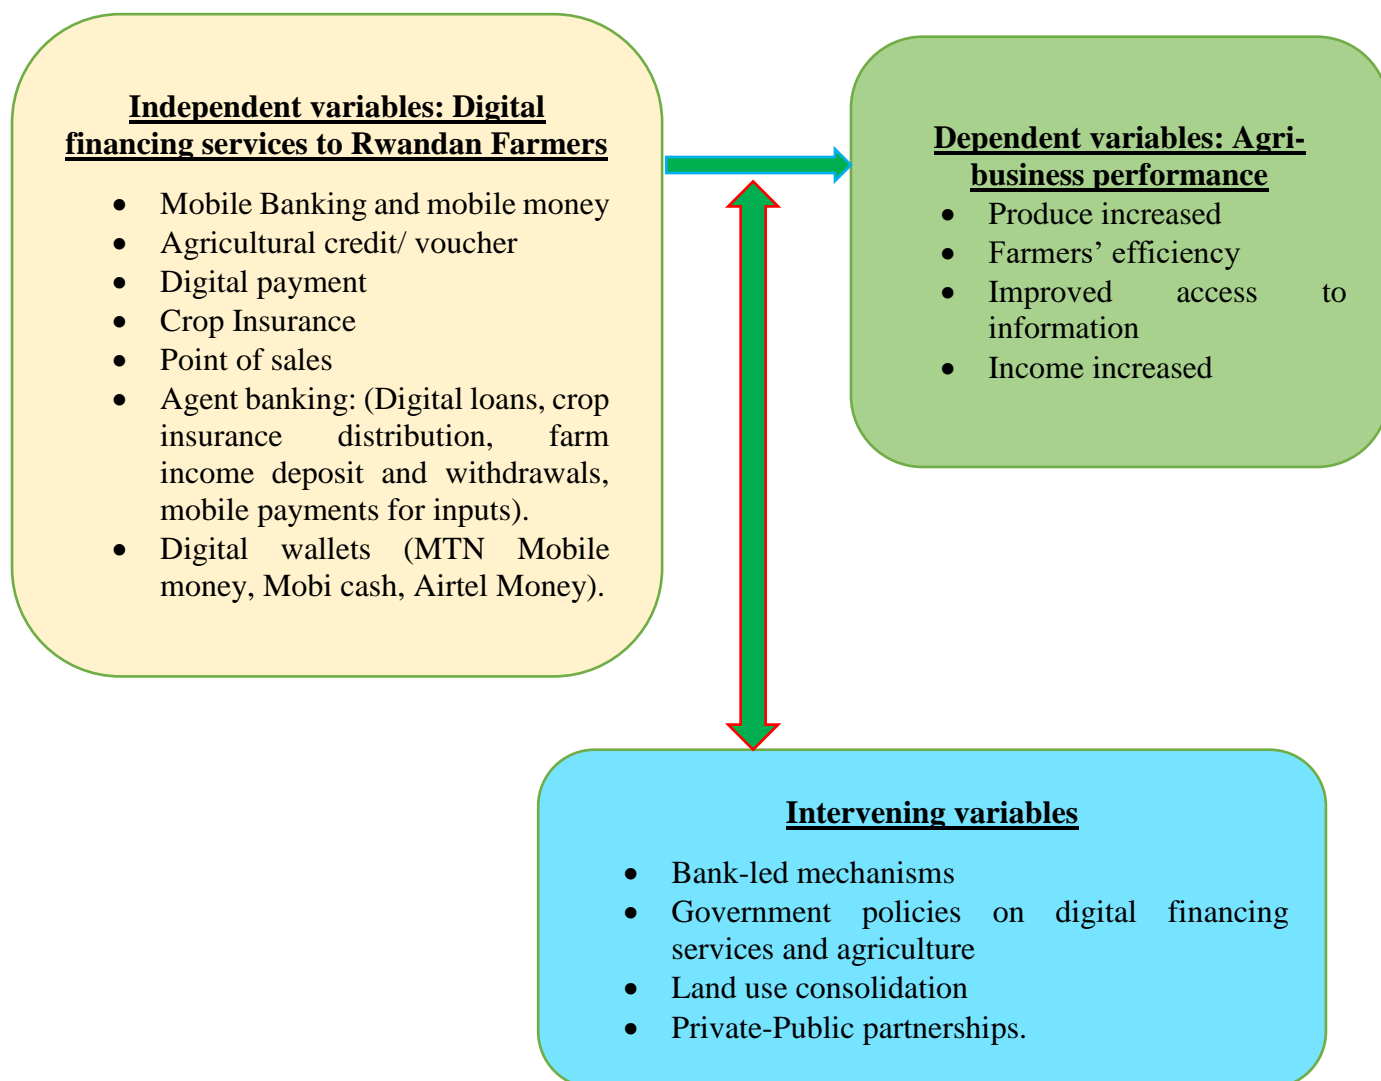 Independent variables: Digital
financing services to Rwandan Farmers
• Mobile Banking and mobile money
• Agricultural credit/ voucher
• Digital payment
• Crop Insurance
• Point of sales
• Agent banking: (Digital loans, crop
insurance distribution, farm
income deposit and withdrawals,
mobile payments for inputs).
• Digital wallets (MTN Mobile
money, Mobi cash, Airtel Money).
Dependent variables: Agri-
business performance
• Produce increased
• Farmers’ efficiency
• Improved access to
information
• Income increased
Intervening variables
• Bank-led mechanisms
• Government policies on digital financing
services and agriculture
• Land use consolidation
• Private-Public partnerships.